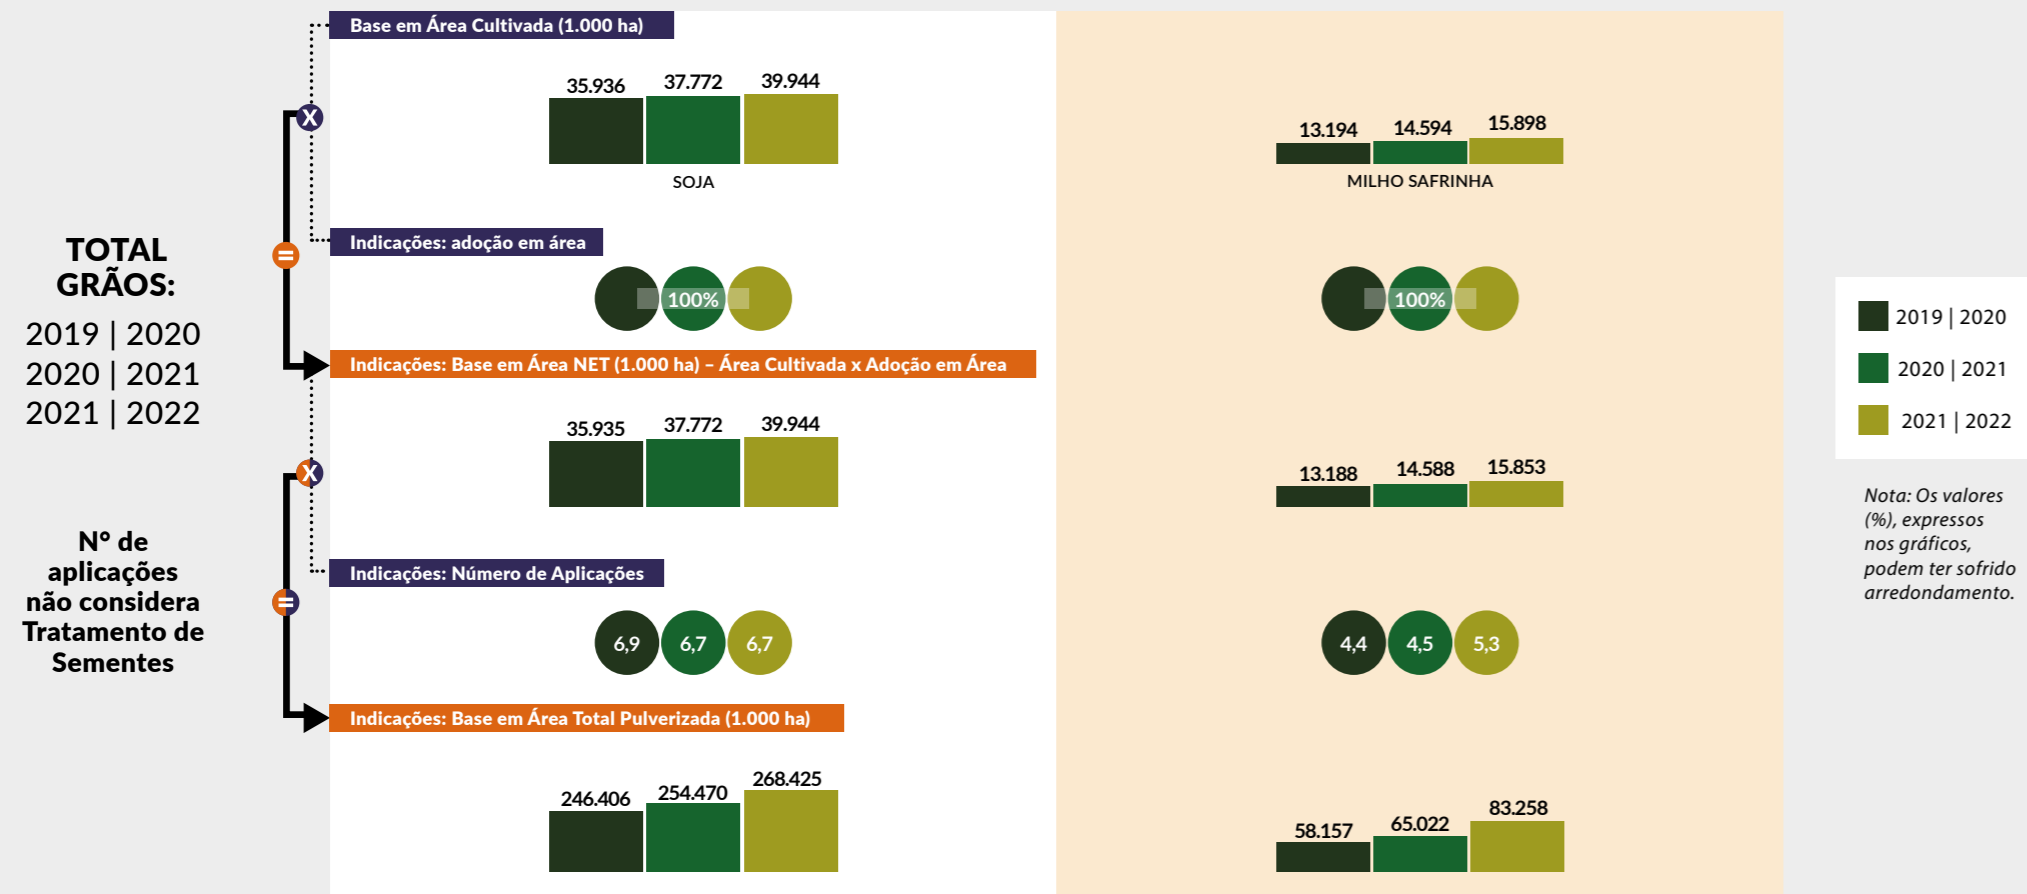 Base em Área Cultivada (1.000 ha)
35.936 37.772 39.944
SOJA
13.194 14.594 15.898
MILHO SAFRINHA
X
TOTAL
GRÃOS:
2019 | 2020
2020 | 2021
2021 | 2022
=
Indicações: adoção em área
100%
100%
Indicações: Base em Área NET (1.000 ha) – Área Cultivada x Adoção em Área
35.935 37.772 39.944
13.188 14.588 15.853
X
Nº de
aplicações
não considera
Tratamento de
Sementes
=
Indicações: Número de Aplicações
6,9 6,7 6,7
4,4 4,5 5,3
Indicações: Base em Área Total Pulverizada (1.000 ha)
246.406 254.470 268.425
58.157 65.022 83.258
2019 | 2020
2020 | 2021
2021 | 2022
Nota: Os valores
(%), expressos
nos gráficos,
podem ter sofrido
arredondamento.